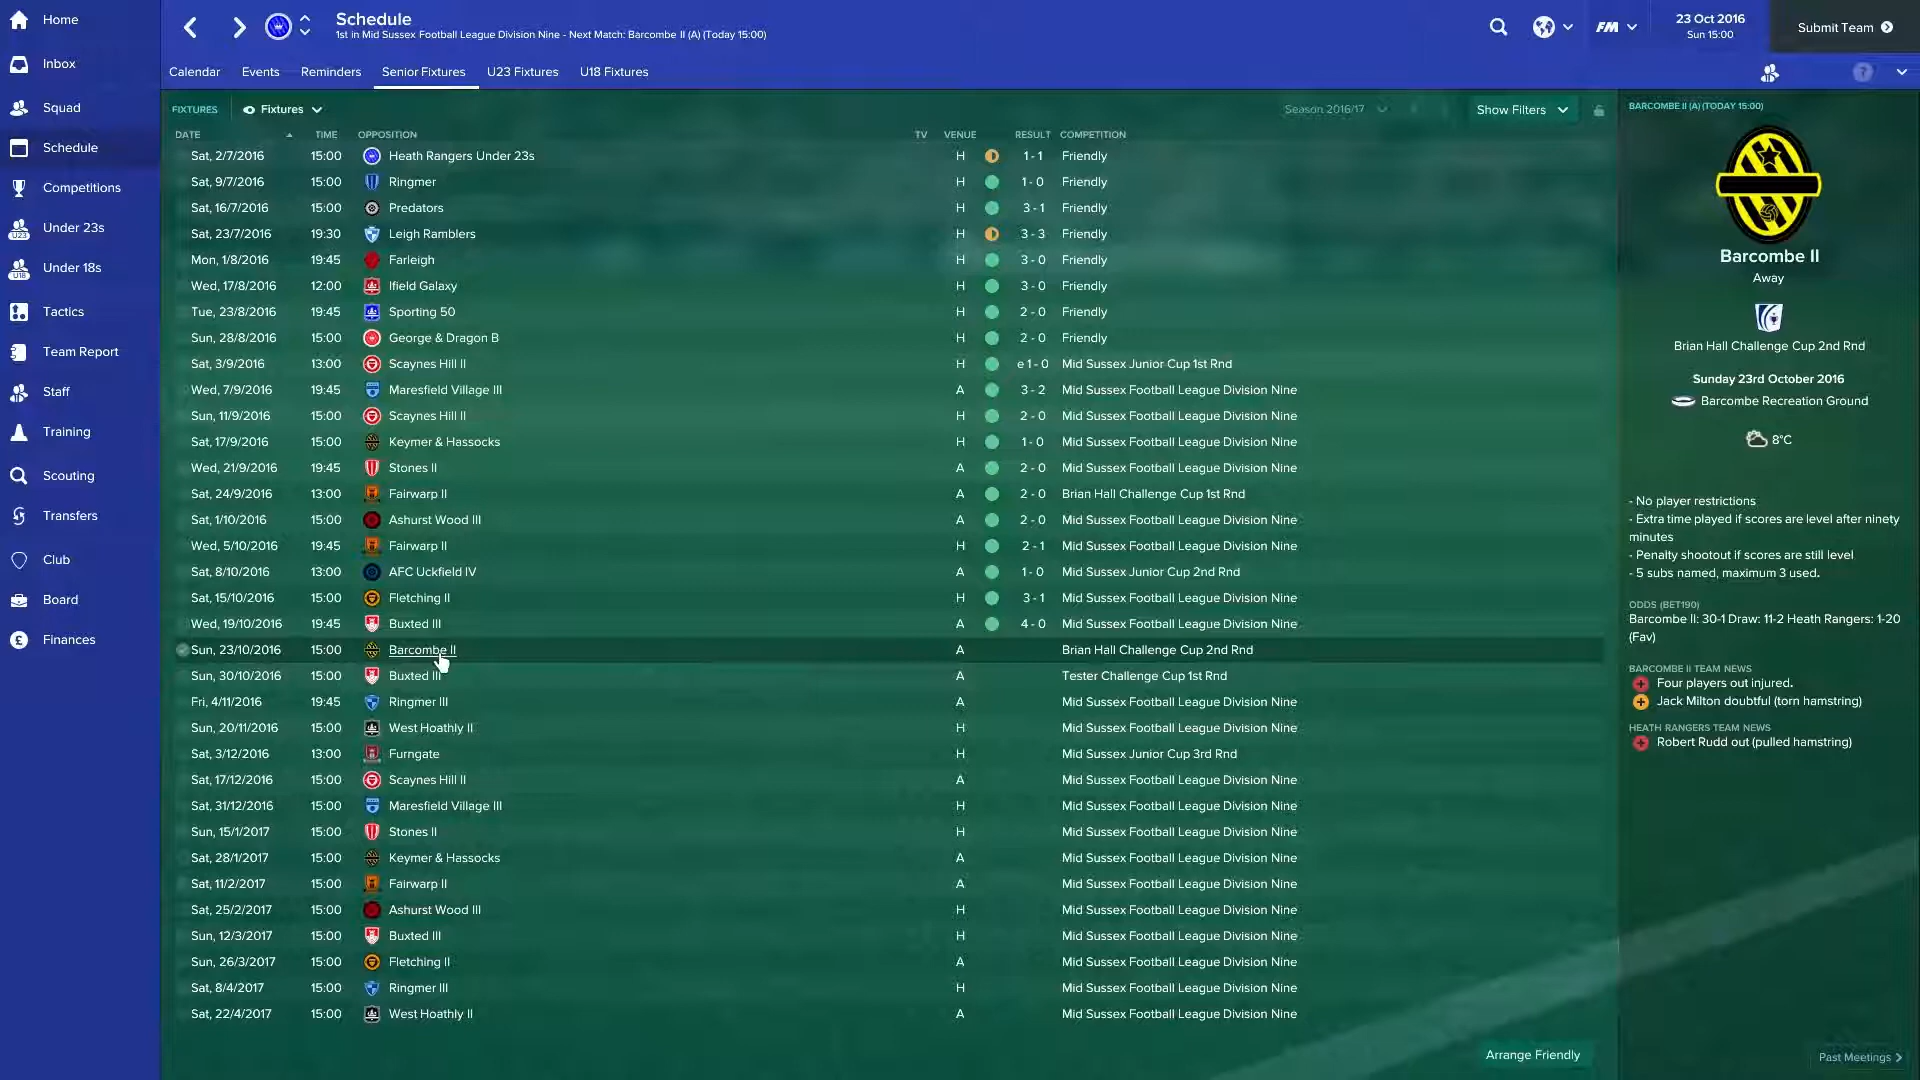 Home
Inbox
Squad
Schedule
Competitions
Under 23s
Under 18s
Tactics
Team Report
Staff
Training
Scouting
Transfers
Club
Board
Finances
Schedule
1st in Mid Sussex Football League Division Nine - Next Match: Barcombe II (A) (Today 15:00)
FM
23 Oct 2016
Sun 15:00
Submit Team
Calendar Events Reminders Senior Fixtures U23 Fixtures U18 Fixtures
FIXTURES Fixtures Season 2016/17 Show Filters
DATE TIME OPPOSITION TV VENUE RESULT COMPETITION
Sat, 2/7/2016 15:00 Heath Rangers Under 23s H 1 - 1 Friendly
Sat, 9/7/2016 15:00 Ringmer H 1 - 0 Friendly
Sat, 16/7/2016 15:00 Predators H 3 - 1 Friendly
Sat, 23/7/2016 19:30 Leigh Ramblers H 3 - 3 Friendly
Mon, 1/8/2016 19:45 Farleigh H 3 - 0 Friendly
Wed, 17/8/2016 12:00 Ifield Galaxy H 3 - 0 Friendly
Tue, 23/8/2016 19:45 Sporting 50 H 2 - 0 Friendly
Sun, 28/8/2016 15:00 George & Dragon B H 2 - 0 Friendly
Sat, 3/9/2016 13:00 Scaynes Hill II H e 1 - 0 Mid Sussex Junior Cup 1st Rnd
Wed, 7/9/2016 19:45 Maresfield Village III A 3 - 2 Mid Sussex Football League Division Nine
Sun, 11/9/2016 15:00 Scaynes Hill II H 2 - 0 Mid Sussex Football League Division Nine
Sat, 17/9/2016 15:00 Keymer & Hassocks H 1 - 0 Mid Sussex Football League Division Nine
Wed, 21/9/2016 19:45 Stones II A 2 - 0 Mid Sussex Football League Division Nine
Sat, 24/9/2016 13:00 Fairwarp II A 2 - 0 Brian Hall Challenge Cup 1st Rnd
Sat, 1/10/2016 15:00 Ashurst Wood III A 2 - 0 Mid Sussex Football League Division Nine
Wed, 5/10/2016 19:45 Fairwarp II H 2 - 1 Mid Sussex Football League Division Nine
Sat, 8/10/2016 13:00 AFC Uckfield IV A 1 - 0 Mid Sussex Junior Cup 2nd Rnd
Sat, 15/10/2016 15:00 Fletching II H 3 - 1 Mid Sussex Football League Division Nine
Wed, 19/10/2016 19:45 Buxted III A 4 - 0 Mid Sussex Football League Division Nine
Sun, 23/10/2016 15:00 Barcombe II A Brian Hall Challenge Cup 2nd Rnd
Sun, 30/10/2016 15:00 Buxted III A Tester Challenge Cup 1st Rnd
Fri, 4/11/2016 19:45 Ringmer III A Mid Sussex Football League Division Nine
Sun, 20/11/2016 15:00 West Hoathly II H Mid Sussex Football League Division Nine
Sat, 3/12/2016 13:00 Furngate H Mid Sussex Junior Cup 3rd Rnd
Sat, 17/12/2016 15:00 Scaynes Hill II A Mid Sussex Football League Division Nine
Sat, 31/12/2016 15:00 Maresfield Village III H Mid Sussex Football League Division Nine
Sun, 15/1/2017 15:00 Stones II H Mid Sussex Football League Division Nine
Sat, 28/1/2017 15:00 Keymer & Hassocks A Mid Sussex Football League Division Nine
Sat, 11/2/2017 15:00 Fairwarp II A Mid Sussex Football League Division Nine
Sat, 25/2/2017 15:00 Ashurst Wood III H Mid Sussex Football League Division Nine
Sun, 12/3/2017 15:00 Buxted III H Mid Sussex Football League Division Nine
Sun, 26/3/2017 15:00 Fletching II A Mid Sussex Football League Division Nine
Sat, 8/4/2017 15:00 Ringmer III H Mid Sussex Football League Division Nine
Sat, 22/4/2017 15:00 West Hoathly II A Mid Sussex Football League Division Nine
Arrange Friendly
BARCOMBE II (A) (TODAY 15:00)
Barcombe II
Away
Brian Hall Challenge Cup 2nd Rnd
Sunday 23rd October 2016
Barcombe Recreation Ground
8°C
- No player restrictions
- Extra time played if scores are level after ninety
minutes
- Penalty shootout if scores are still level
- 5 subs named, maximum 3 used.
ODDS (BET190)
Barcombe II: 30-1 Draw: 11-2 Heath Rangers: 1-20
(Fav)
BARCOMBE II TEAM NEWS
Four players out injured.
Jack Milton doubtful (torn hamstring)
HEATH RANGERS TEAM NEWS
Robert Rudd out (pulled hamstring)
Past Meetings